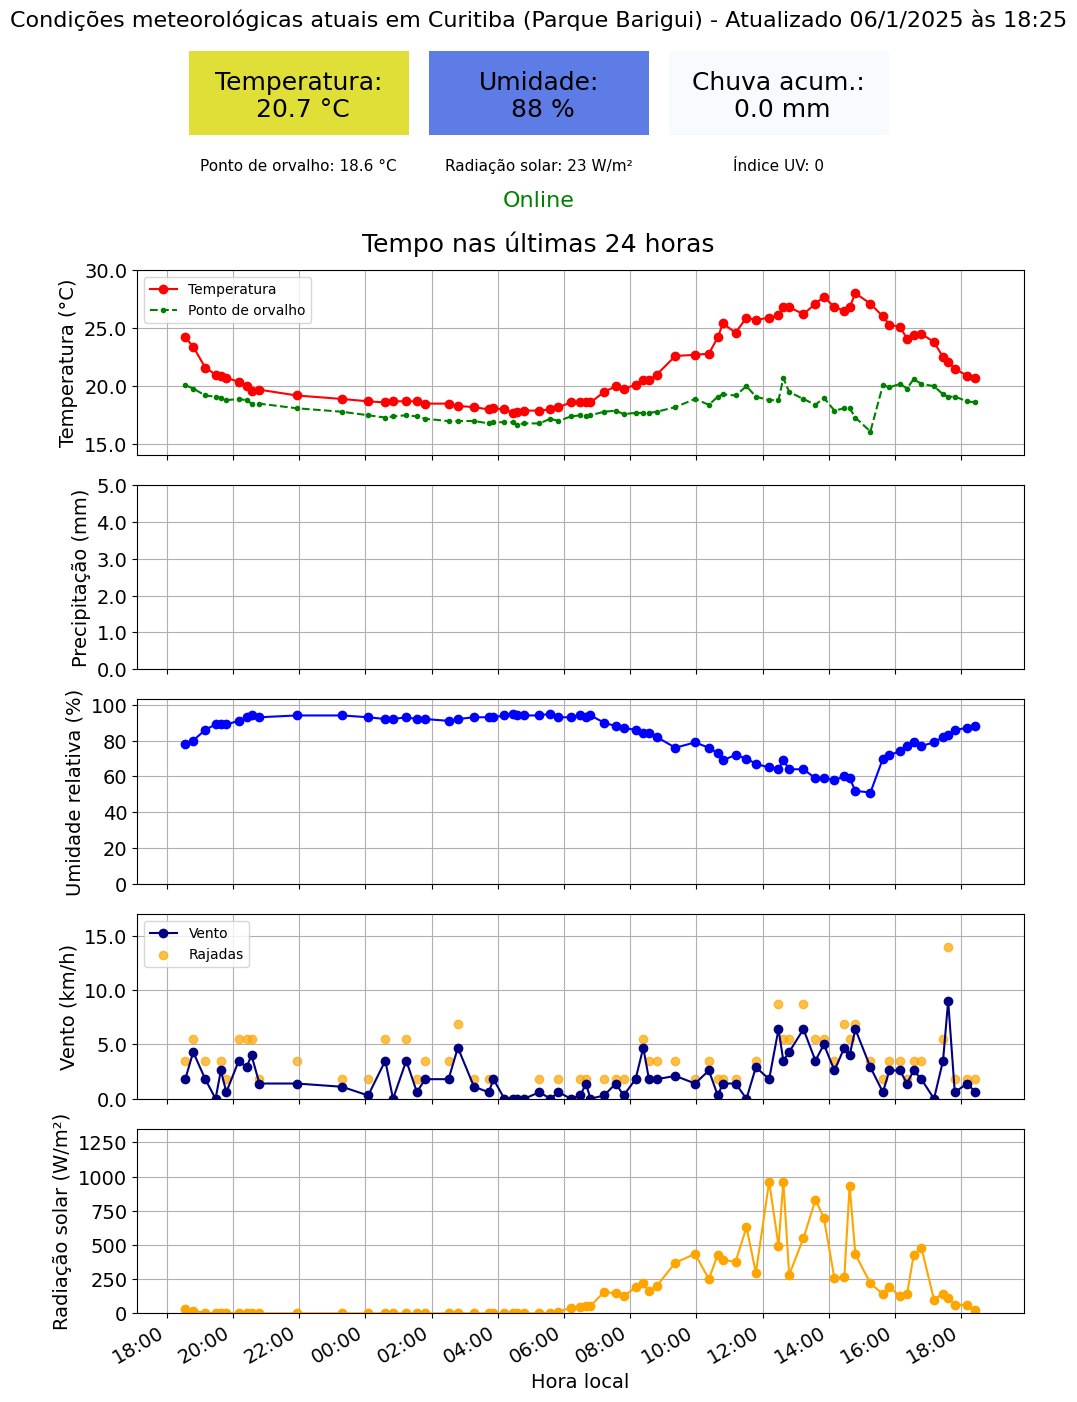 Condições meteorológicas atuais em Curitiba (Parque Barigui) - Atualizado 06/1/2025 às 18:25
Temperatura:
20.7 °C
Umidade:
88 %
Chuva acum.:
0.0 mm
Ponto de orvalho: 18.6 °C
Radiação solar: 23 W/m²
Índice UV: 0
Online
Tempo nas últimas 24 horas
Temperatura (°C)
30.0
25.0
20.0
15.0
Temperatura
Ponto de orvalho
Precipitação (mm)
5.0
4.0
3.0
2.0
1.0
0.0
Umidade relativa (%)
100
80
60
40
20
0
Vento (km/h)
15.0
10.0
5.0
0.0
Vento
Rajadas
Radiação solar (W/m²)
1250
1000
750
500
250
0
18:00
20:00
22:00
00:00
02:00
04:00
06:00
08:00
10:00
12:00
14:00
16:00
18:00
Hora local